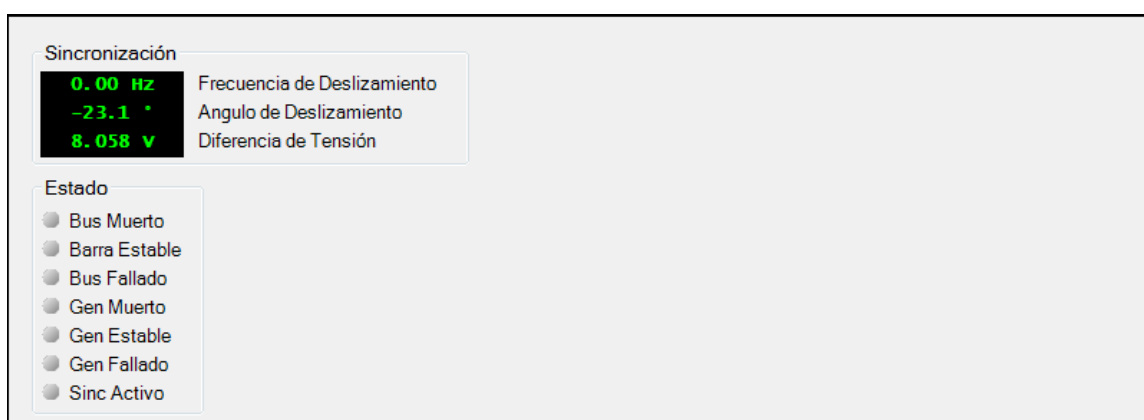 Sincronización
0.00 Hz Frecuencia de Deslizamiento
-23.1 ° Angulo de Deslizamiento
8.058 V Diferencia de Tensión
Estado
Bus Muerto
Barra Estable
Bus Fallado
Gen Muerto
Gen Estable
Gen Fallado
Sinc Activo